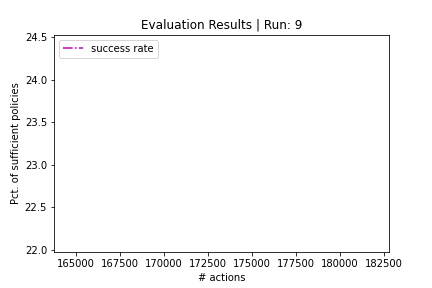 Evaluation Results | Run: 9
success rate
24.5
24.0
23.5
23.0
22.5
22.0
Pct. of sufficient policies
165000 167500 170000 172500 175000 177500 180000 182500
# actions